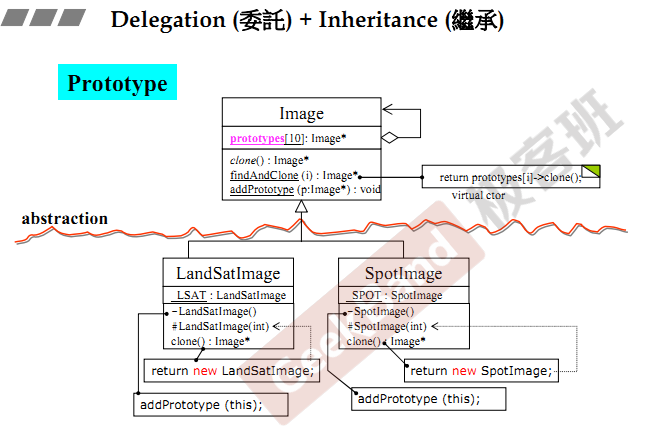 Delegation (委託) + Inheritance (繼承)
Prototype
Image
prototypes[10]: Image*
clone() : Image*
findAndClone (i) : Image*
addPrototype (p:Image*) : void
return prototypes[i]->clone();
virtual ctor
abstraction
LandSatImage
_LSAT : LandSatImage
-LandSatImage()
#LandSatImage(int)
clone() : Image*
return new LandSatImage;
addPrototype (this);
SpotImage
_SPOT : SpotImage
-SpotImage()
#SpotImage(int)
clone() : Image*
return new SpotImage;
addPrototype (this);
GeekBand 极客班